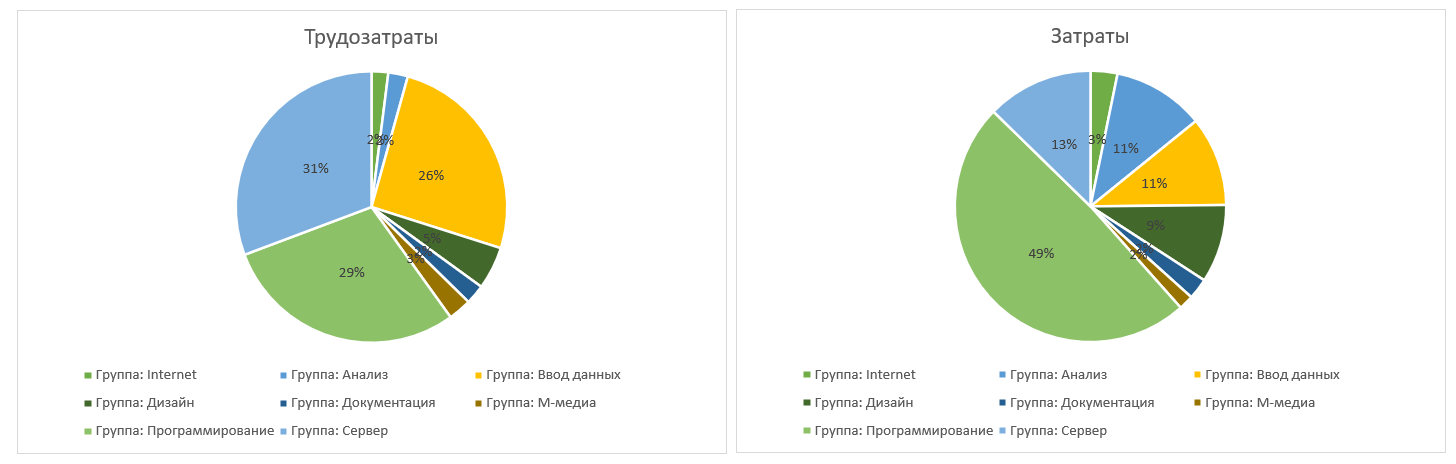 Трудозатраты
2%
2%
26%
5%
2%
3%
29%
31%
Группа: Internet
Группа: Анализ
Группа: Ввод данных
Группа: Дизайн
Группа: Документация
Группа: М-медиа
Группа: Программирование
Группа: Сервер
Затраты
3%
11%
11%
9%
2%
2%
49%
13%
Группа: Internet
Группа: Анализ
Группа: Ввод данных
Группа: Дизайн
Группа: Документация
Группа: М-медиа
Группа: Программирование
Группа: Сервер